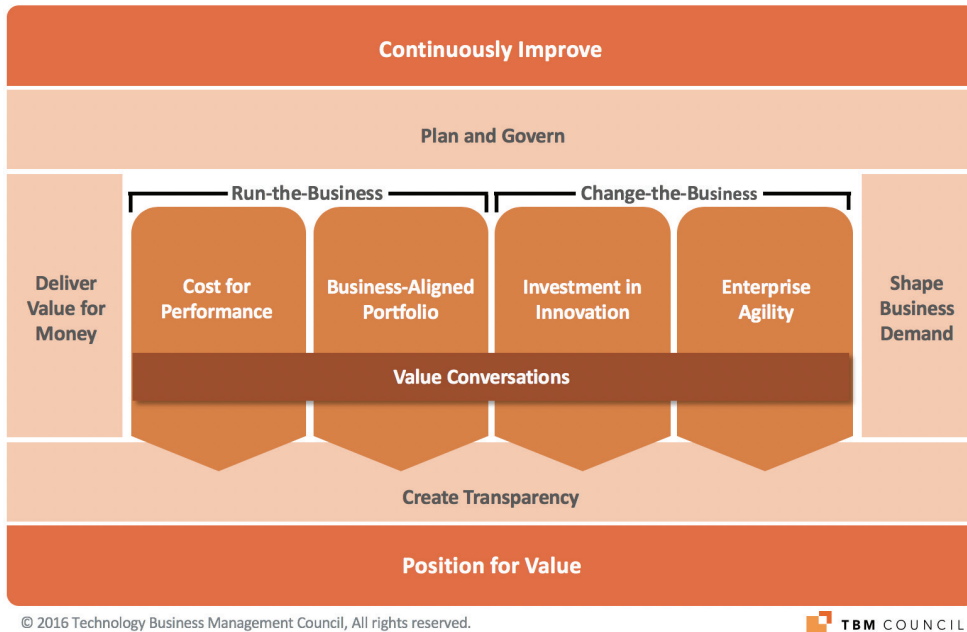 Continuously Improve
Plan and Govern
Run-the-Business
Change-the-Business
Deliver
Value for
Money
Cost for
Performance
Business-Aligned
Portfolio
Investment in
Innovation
Enterprise
Agility
Shape
Business
Demand
Value Conversations
Create Transparency
Position for Value
© 2016 Technology Business Management Council, All rights reserved.
TBM COUNCIL